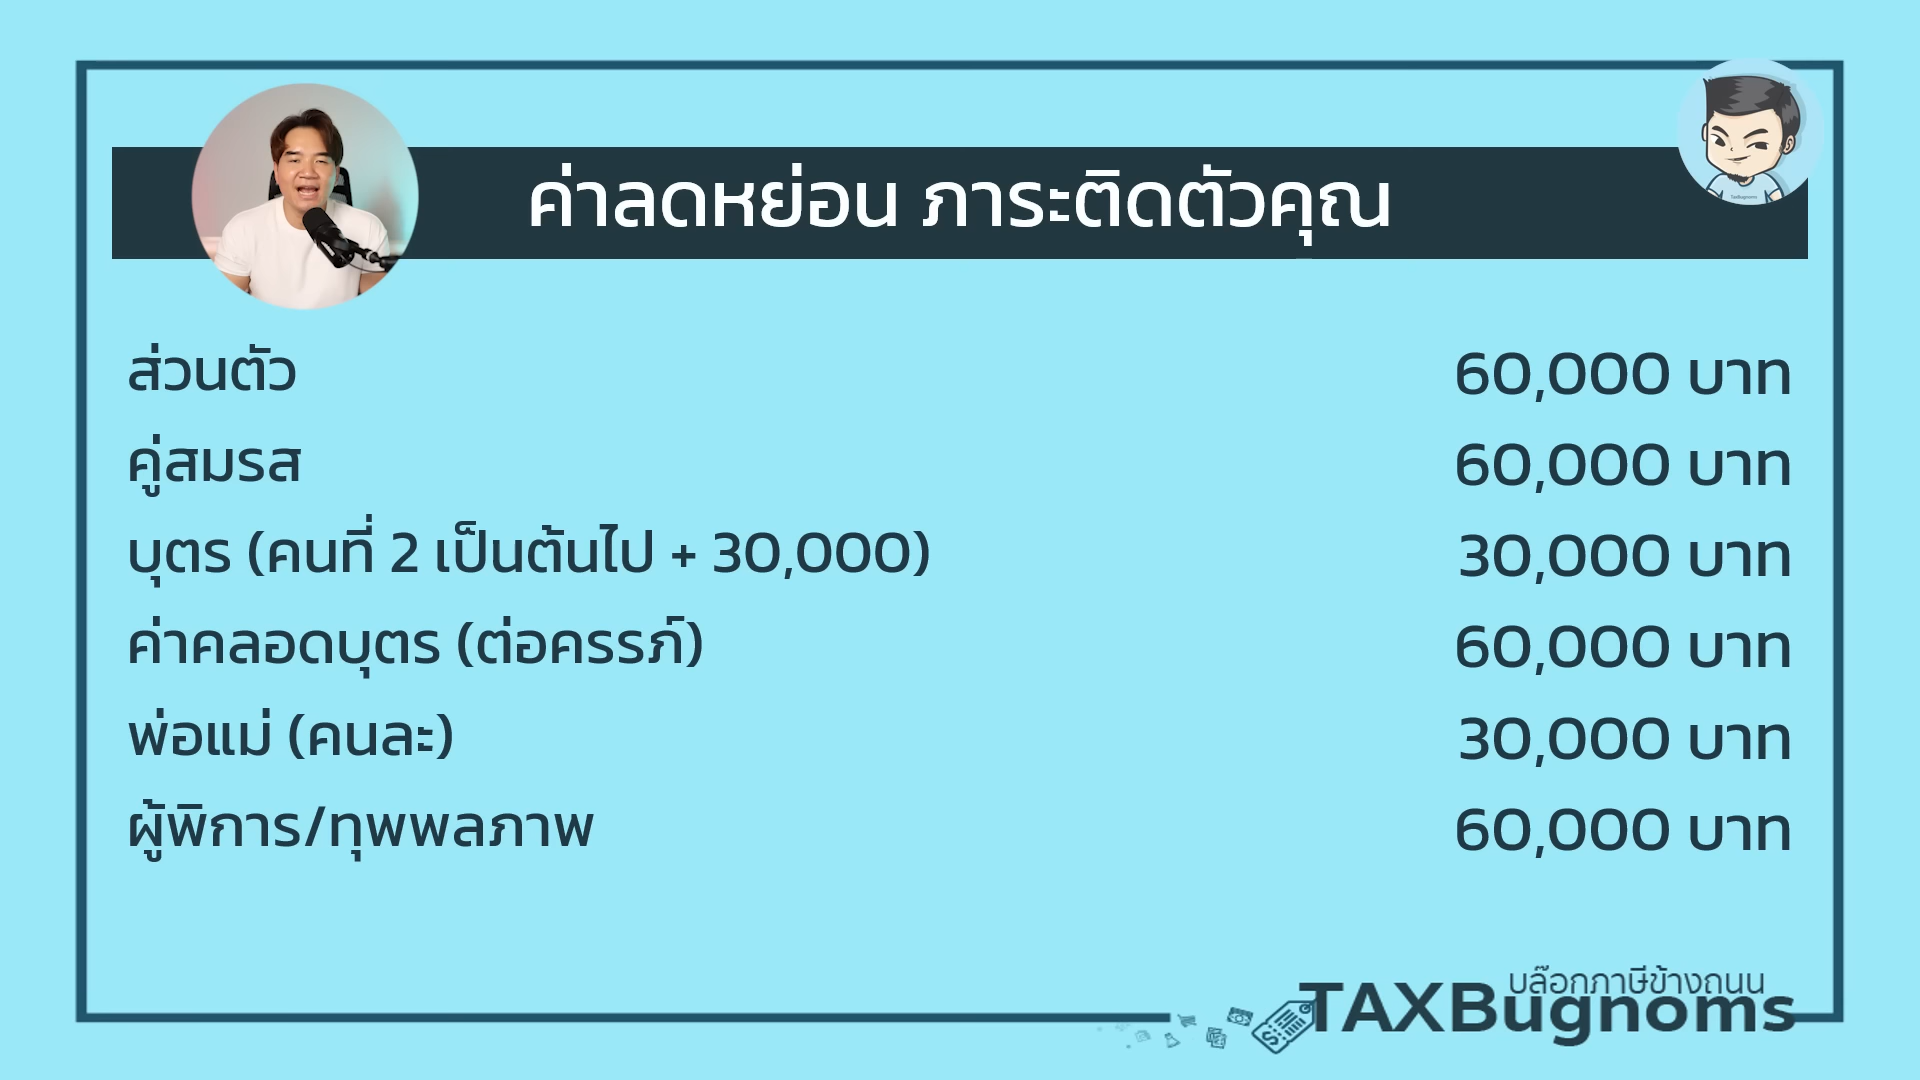 ค่าลดหย่อน ภาระติดตัวคุณ
ส่วนตัว 60,000 บาท
คู่สมรส 60,000 บาท
บุตร (คนที่ 2 เป็นต้นไป + 30,000) 30,000 บาท
ค่าคลอดบุตร (ต่อครรภ์) 60,000 บาท
พ่อแม่ (คนละ) 30,000 บาท
ผู้พิการ/ทุพพลภาพ 60,000 บาท
บล๊อกภาษีข้างถนน
TAXBugnoms